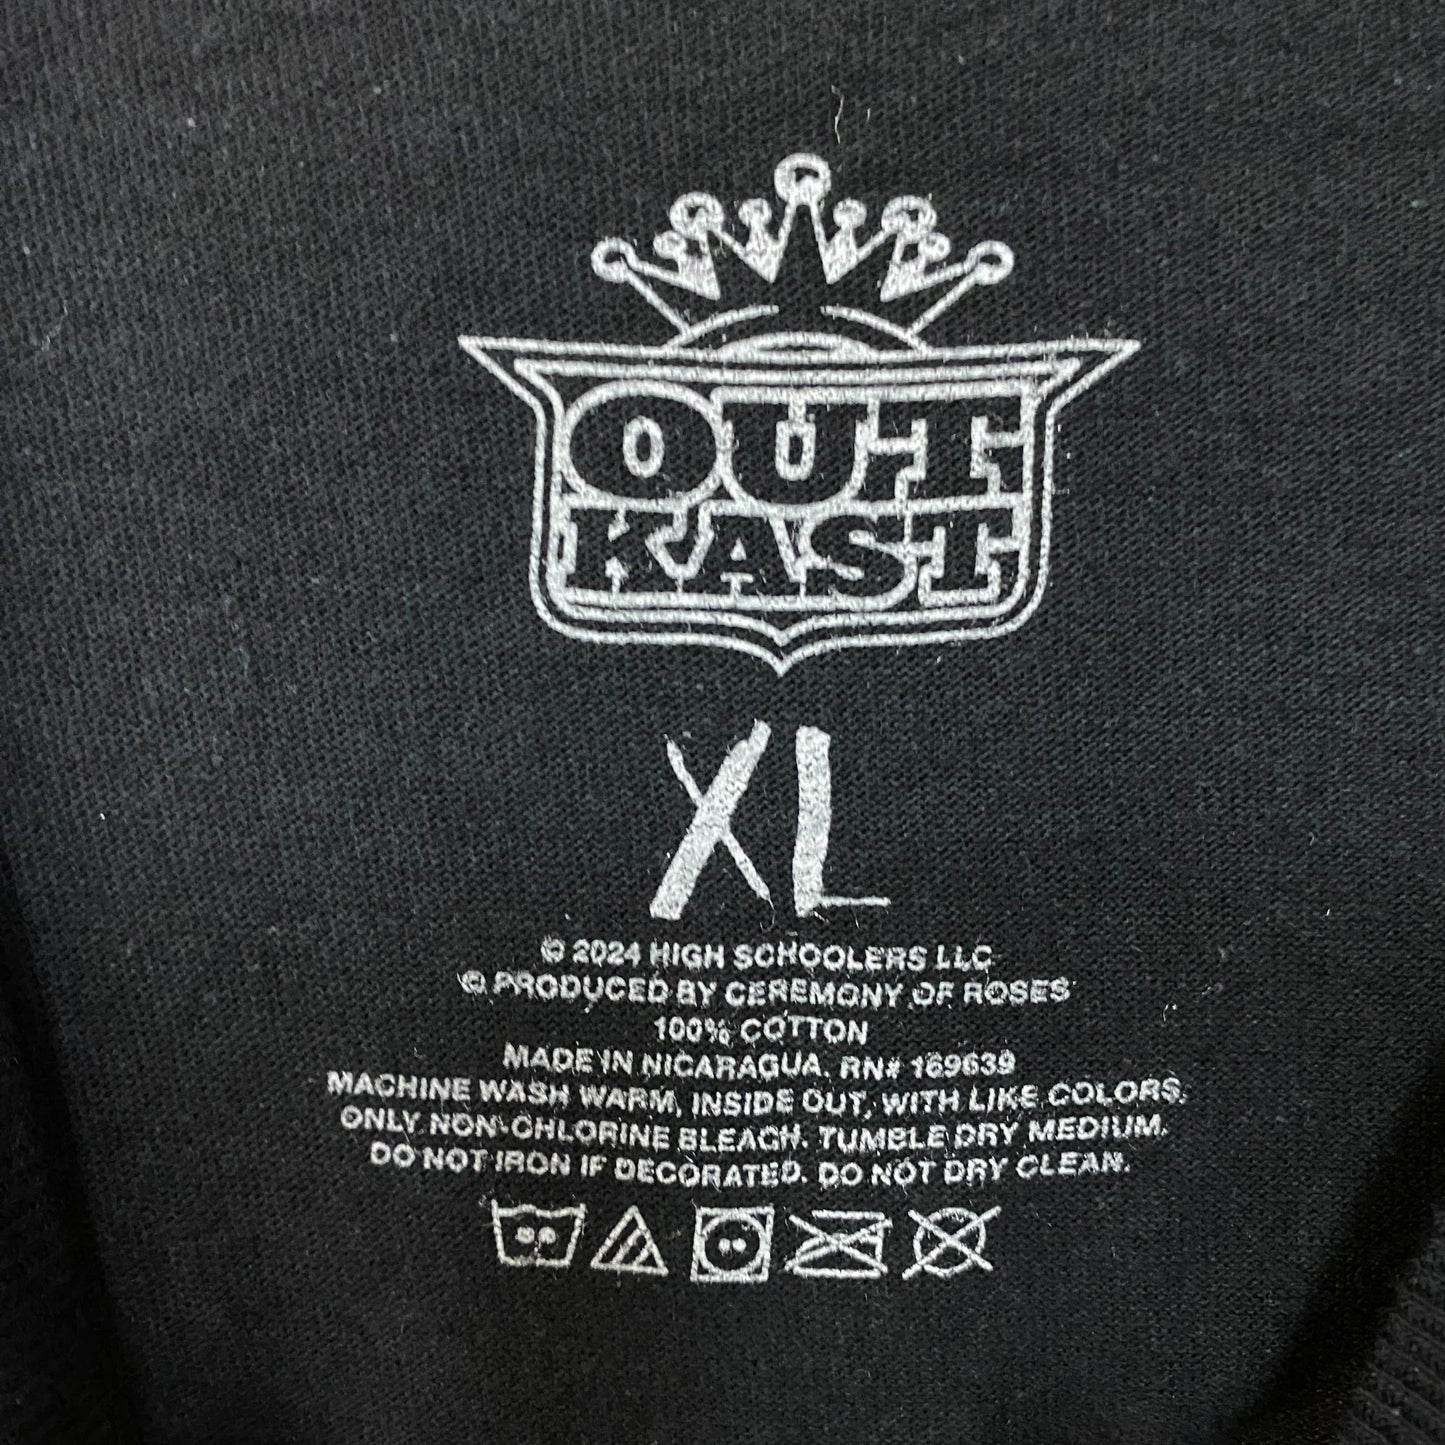 OUT
KAST
XL
© 2024 HIGH SCHOOLERS LLC
© PRODUCED BY CEREMONY OF ROSES
100% COTTON
MADE IN NICARAGUA. RN# 169639
MACHINE WASH WARM, INSIDE OUT, WITH LIKE COLORS.
ONLY NON-CHLORINE BLEACH. TUMBLE DRY MEDIUM.
DO NOT IRON IF DECORATED. DO NOT DRY CLEAN.